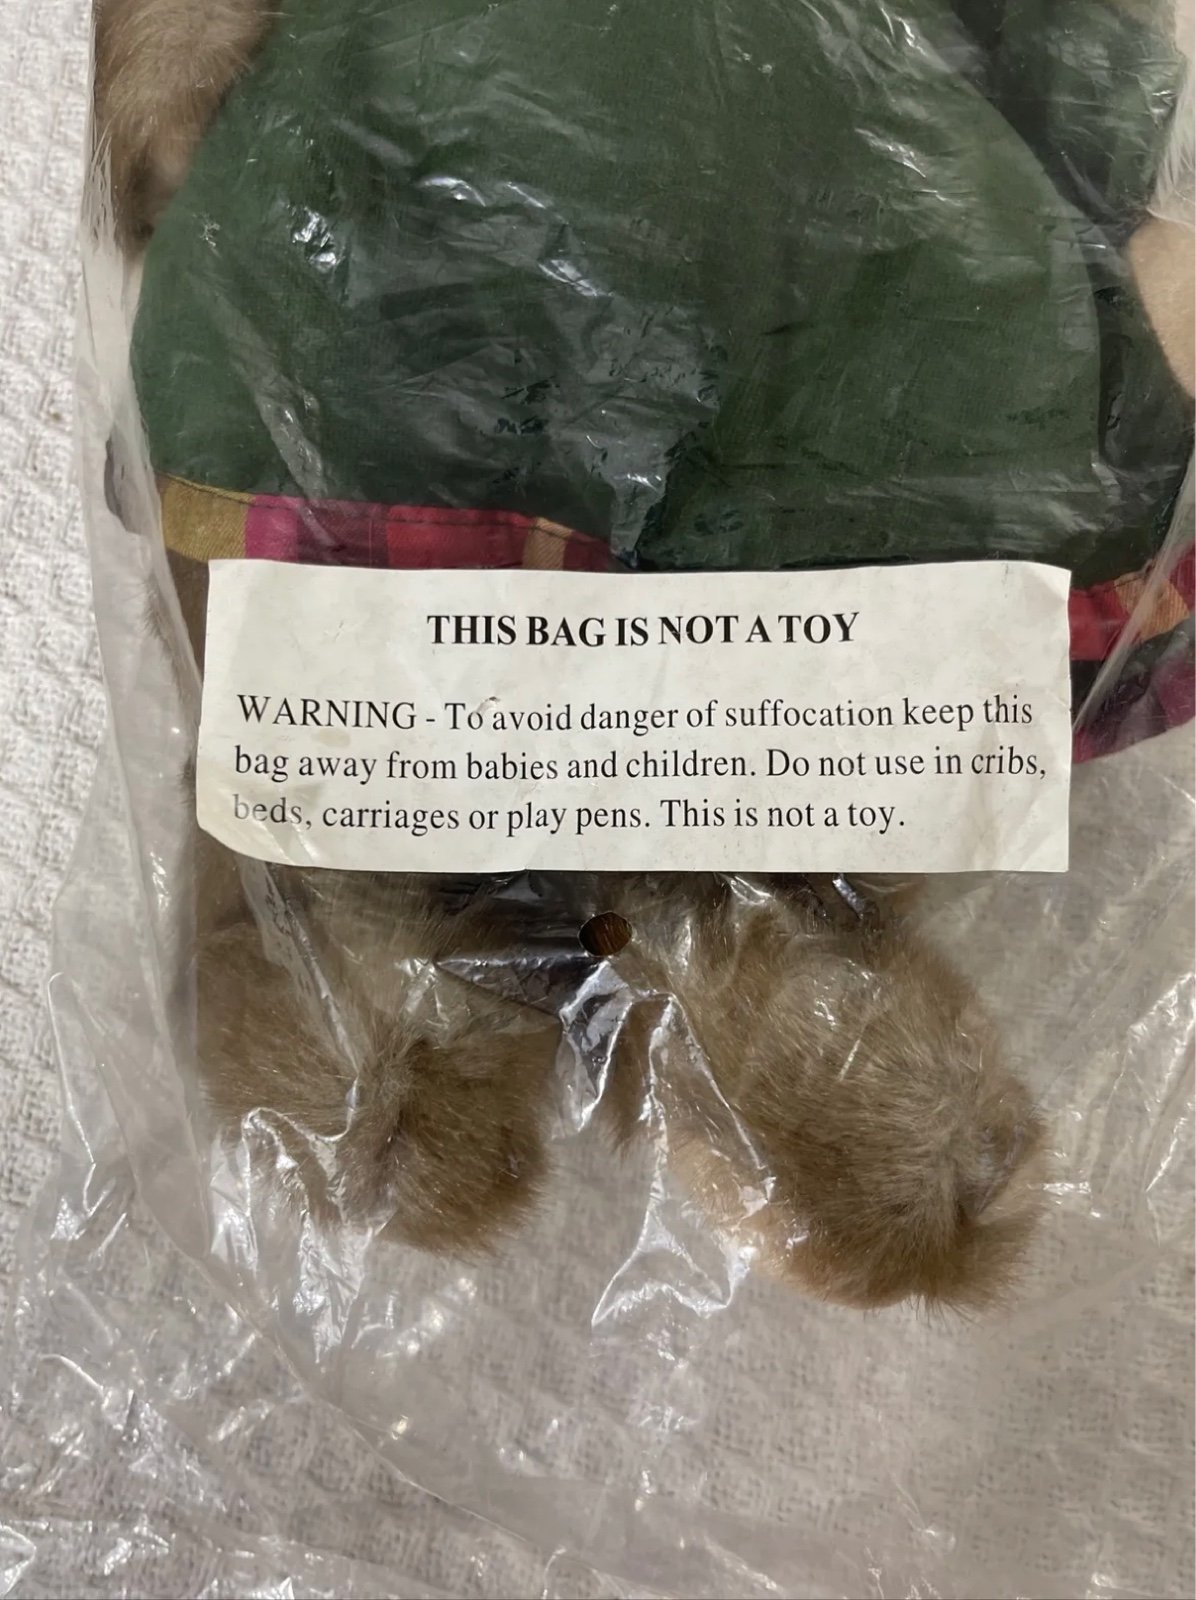 THIS BAG IS NOT A TOY
WARNING - To avoid danger of suffocation keep this
bag away from babies and children. Do not use in cribs,
beds, carriages or play pens. This is not a toy.